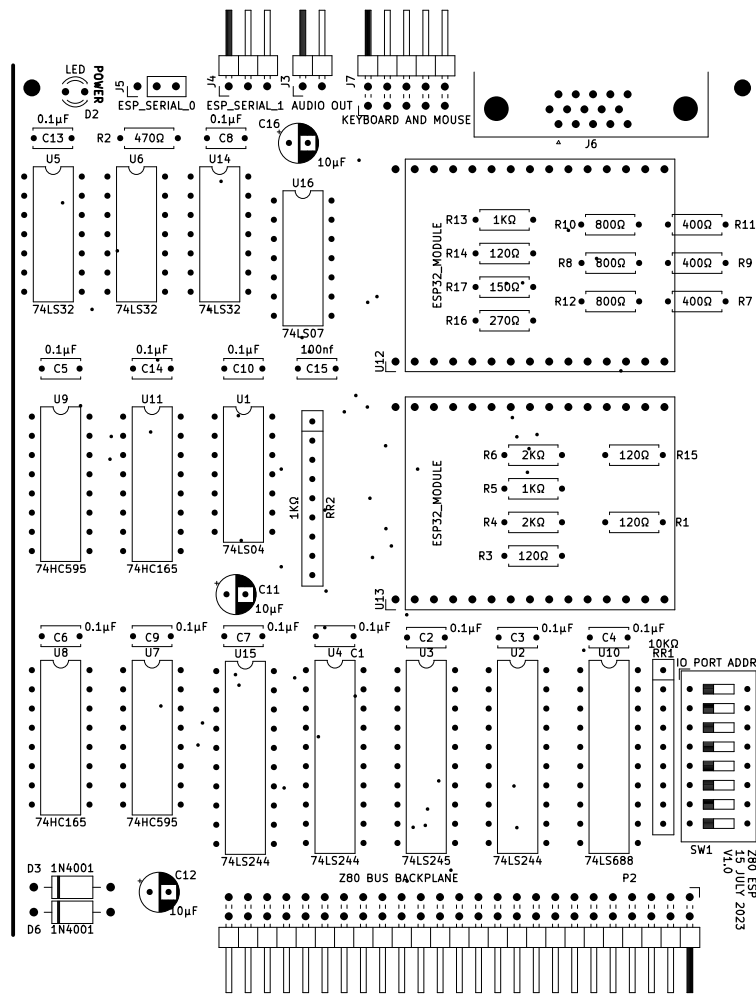 LED
POWER
D2
J5
ESP_SERIAL_0
J4
ESP_SERIAL_1
J3
AUDIO OUT
J7
KEYBOARD AND MOUSE
J6
0.1µF
C13
R2
470Ω
0.1µF
C8
C16
10µF
U5
U6
U14
U16
74LS32
74LS32
74LS32
74LS07
ESP32_MODULE
U12
R13
1KΩ
R14
120Ω
R17
150Ω
R16
270Ω
R10
800Ω
R8
800Ω
R12
800Ω
400Ω
R11
400Ω
R9
400Ω
R7
0.1µF
C5
0.1µF
C14
0.1µF
C10
100nf
C15
U9
U11
U1
74HC595
74HC165
74LS04
1KΩ
RR2
C11
10µF
ESP32_MODULE
U13
R6
2KΩ
R5
1KΩ
R4
2KΩ
R3
120Ω
120Ω
R15
120Ω
R1
C6
0.1µF
C9
0.1µF
C7
0.1µF
C1
0.1µF
C2
0.1µF
C3
0.1µF
C4
0.1µF
U8
U7
U15
U4
U3
U2
U10
10KΩ
RR1
IO PORT ADDR
SW1
74HC165
74HC595
74LS244
74LS244
74LS245
74LS244
74LS688
Z80 ESP
15 JULY 2023
V1.0
D3 1N4001
D6 1N4001
C12
10µF
Z80 BUS BACKPLANE
P2